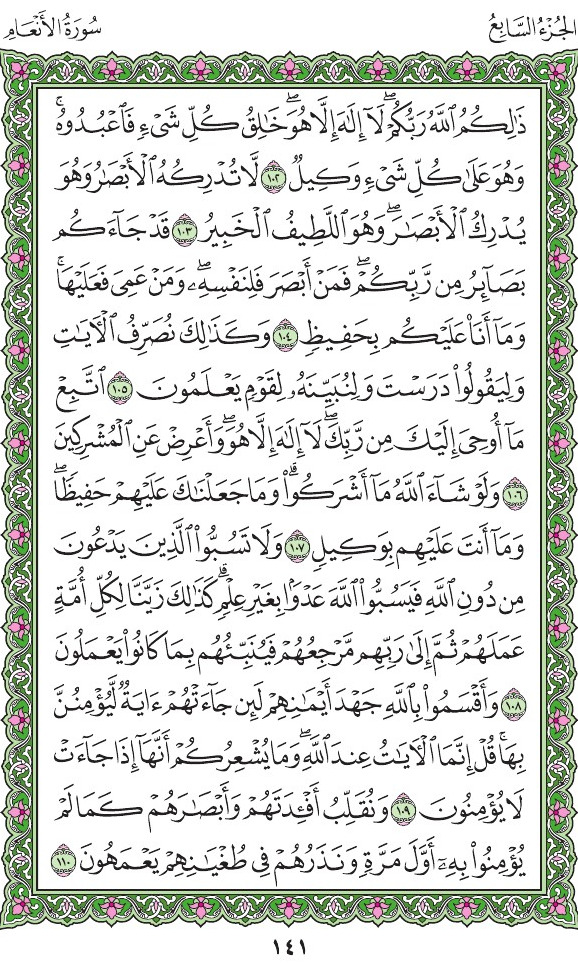 الجُزْءُ السَّابِعُ
سُورَةُ الأَنْعَامِ
ذَٰلِكُمُ ٱللَّهُ رَبُّكُمْۖ لَآ إِلَٰهَ إِلَّا هُوَۖ خَٰلِقُ كُلِّ شَىْءٍ فَٱعْبُدُوهُۚ
وَهُوَ عَلَىٰ كُلِّ شَىْءٍ وَكِيلٌ ١٠٢ لَّا تُدْرِكُهُ ٱلْأَبْصَٰرُ وَهُوَ
يُدْرِكُ ٱلْأَبْصَٰرَۖ وَهُوَ ٱللَّطِيفُ ٱلْخَبِيرُ ١٠٣ قَدْ جَآءَكُم
بَصَآئِرُ مِن رَّبِّكُمْۖ فَمَنْ أَبْصَرَ فَلِنَفْسِهِۦۖ وَمَنْ عَمِىَ فَعَلَيْهَاۚ
وَمَآ أَنَا۠ عَلَيْكُم بِحَفِيظٍ ١٠٤ وَكَذَٰلِكَ نُصَرِّفُ ٱلْءَايَٰتِ
وَلِيَقُولُوا۟ دَرَسْتَ وَلِنُبَيِّنَهُۥ لِقَوْمٍ يَعْلَمُونَ ١٠٥ ٱتَّبِعْ
مَآ أُوحِىَ إِلَيْكَ مِن رَّبِّكَۖ لَآ إِلَٰهَ إِلَّا هُوَۖ وَأَعْرِضْ عَنِ ٱلْمُشْرِكِينَ
١٠٦ وَلَوْ شَآءَ ٱللَّهُ مَآ أَشْرَكُوا۟ۗ وَمَا جَعَلْنَٰكَ عَلَيْهِمْ حَفِيظًاۖ
وَمَآ أَنتَ عَلَيْهِم بِوَكِيلٍ ١٠٧ وَلَا تَسُبُّوا۟ ٱلَّذِينَ يَدْعُونَ
مِن دُونِ ٱللَّهِ فَيَسُبُّوا۟ ٱللَّهَ عَدْوًۢا بِغَيْرِ عِلْمٍۗ كَذَٰلِكَ زَيَّنَّا لِكُلِّ أُمَّةٍ
عَمَلَهُمْ ثُمَّ إِلَىٰ رَبِّهِم مَّرْجِعُهُمْ فَيُنَبِّئُهُم بِمَا كَانُوا۟ يَعْمَلُونَ
١٠٨ وَأَقْسَمُوا۟ بِٱللَّهِ جَهْدَ أَيْمَٰنِهِمْ لَئِن جَآءَتْهُمْ ءَايَةٌ لَّيُؤْمِنُنَّ
بِهَاۚ قُلْ إِنَّمَا ٱلْءَايَٰتُ عِندَ ٱللَّهِۖ وَمَا يُشْعِرُكُمْ أَنَّهَآ إِذَا جَآءَتْ
لَا يُؤْمِنُونَ ١٠٩ وَنُقَلِّبُ أَفْـِٔدَتَهُمْ وَأَبْصَٰرَهُمْ كَمَا لَمْ
يُؤْمِنُوا۟ بِهِۦٓ أَوَّلَ مَرَّةٍ وَنَذَرُهُمْ فِى طُغْيَٰنِهِمْ يَعْمَهُونَ ١١٠
١٤١